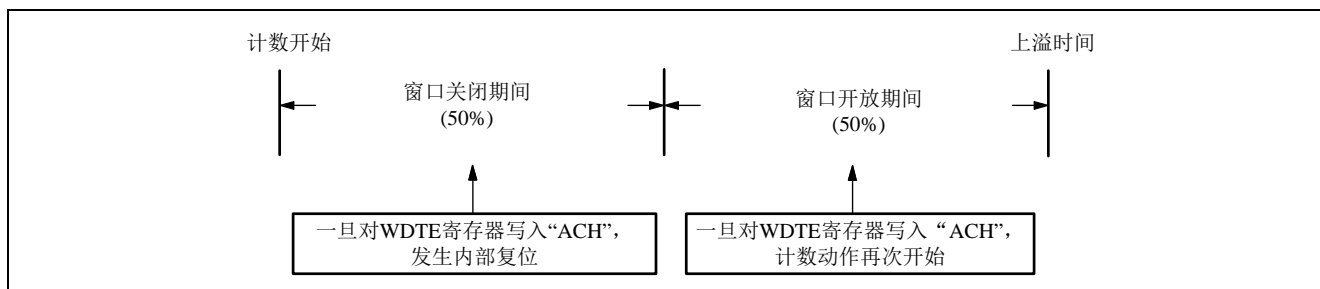 计数开始
上溢时间
窗口关闭期间
(50%)
窗口开放期间
(50%)
一旦对WDTE寄存器写入“ACH”,
发生内部复位
一旦对WDTE寄存器写入“ACH”,
计数动作再次开始